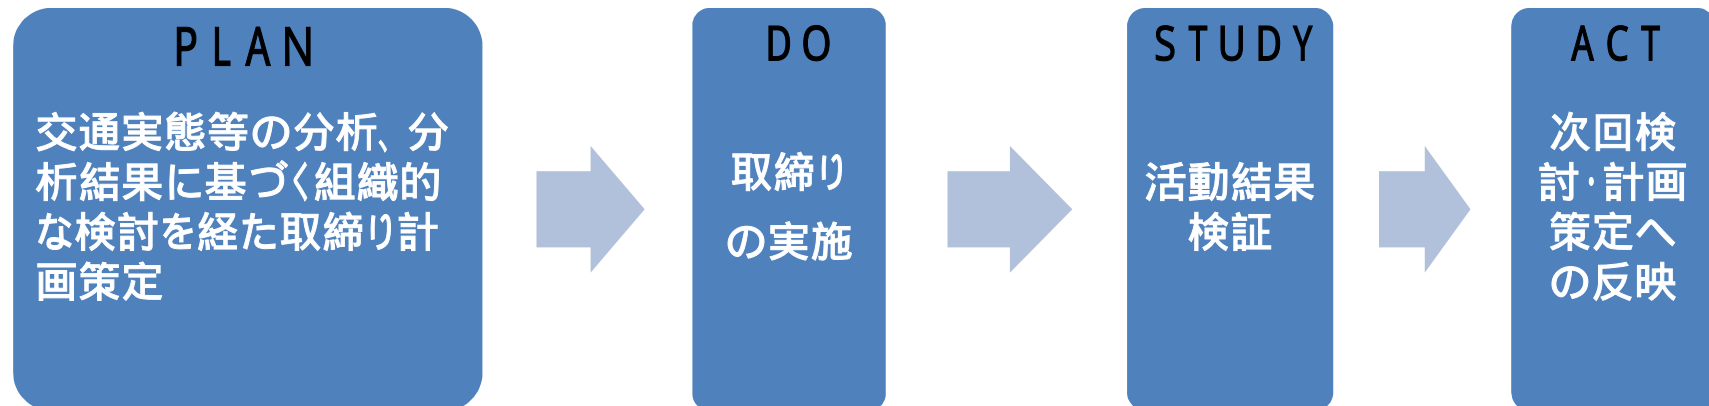 PLAN
交通実態等の分析、分
析結果に基づく組織的
な検討を経た取締り計
画策定
DO
取締り
の実施
STUDY
活動結果
検証
ACT
次回検
討・計画
策定へ
の反映